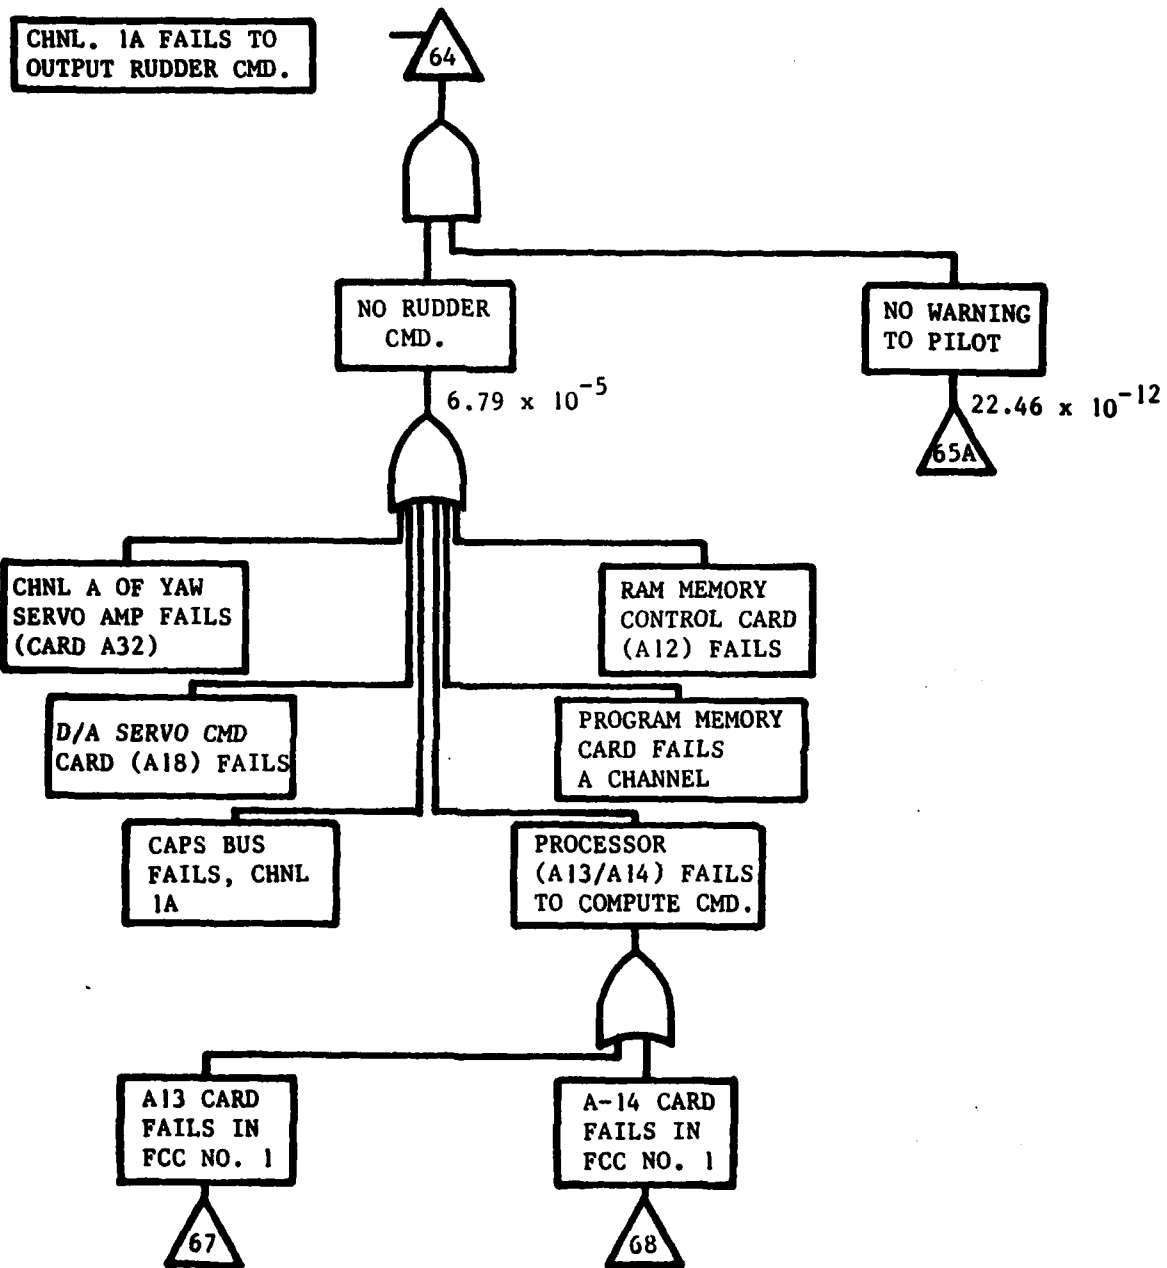 CHNL. 1A FAILS TO
OUTPUT RUDDER CMD.
64
NO RUDDER
CMD.
NO WARNING
TO PILOT
6.79 x 10^-5
22.46 x 10^-12
65A
CHNL A OF YAW
SERVO AMP FAILS
(CARD A32)
RAM MEMORY
CONTROL CARD
(A12) FAILS
D/A SERVO CMD
CARD (A18) FAILS
PROGRAM MEMORY
CARD FAILS
A CHANNEL
CAPS BUS
FAILS, CHNL
1A
PROCESSOR
(A13/A14) FAILS
TO COMPUTE CMD.
A13 CARD
FAILS IN
FCC NO. 1
A-14 CARD
FAILS IN
FCC NO. 1
67
68